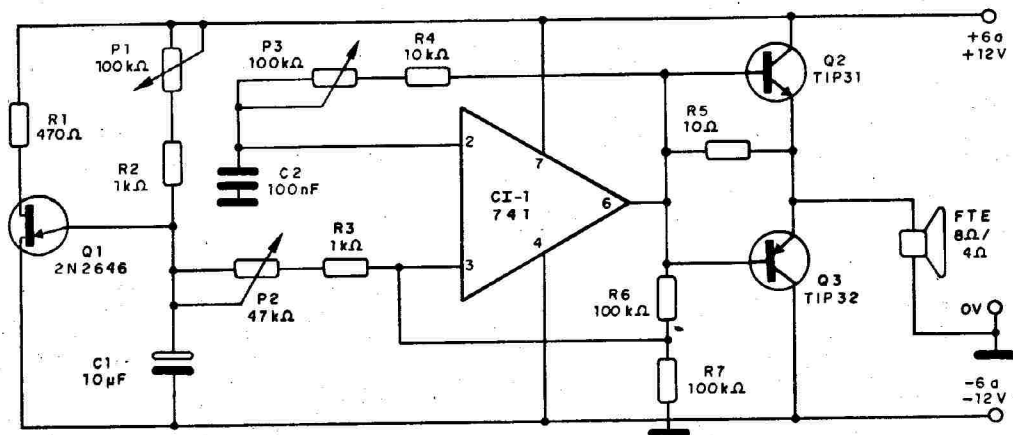 P1
100kΩ
R1
470Ω
R2
1kΩ
Q1
2N2646
C1
10µF
P3
100kΩ
R4
10kΩ
C2
100nF
P2
47kΩ
R3
1kΩ
2
3
7
4
6
CI-1
741
R5
10Ω
R6
100kΩ
R7
100kΩ
Q2
TIP31
Q3
TIP32
FTE
8Ω/
4Ω
+6a
+12V
0V
-6a
-12V